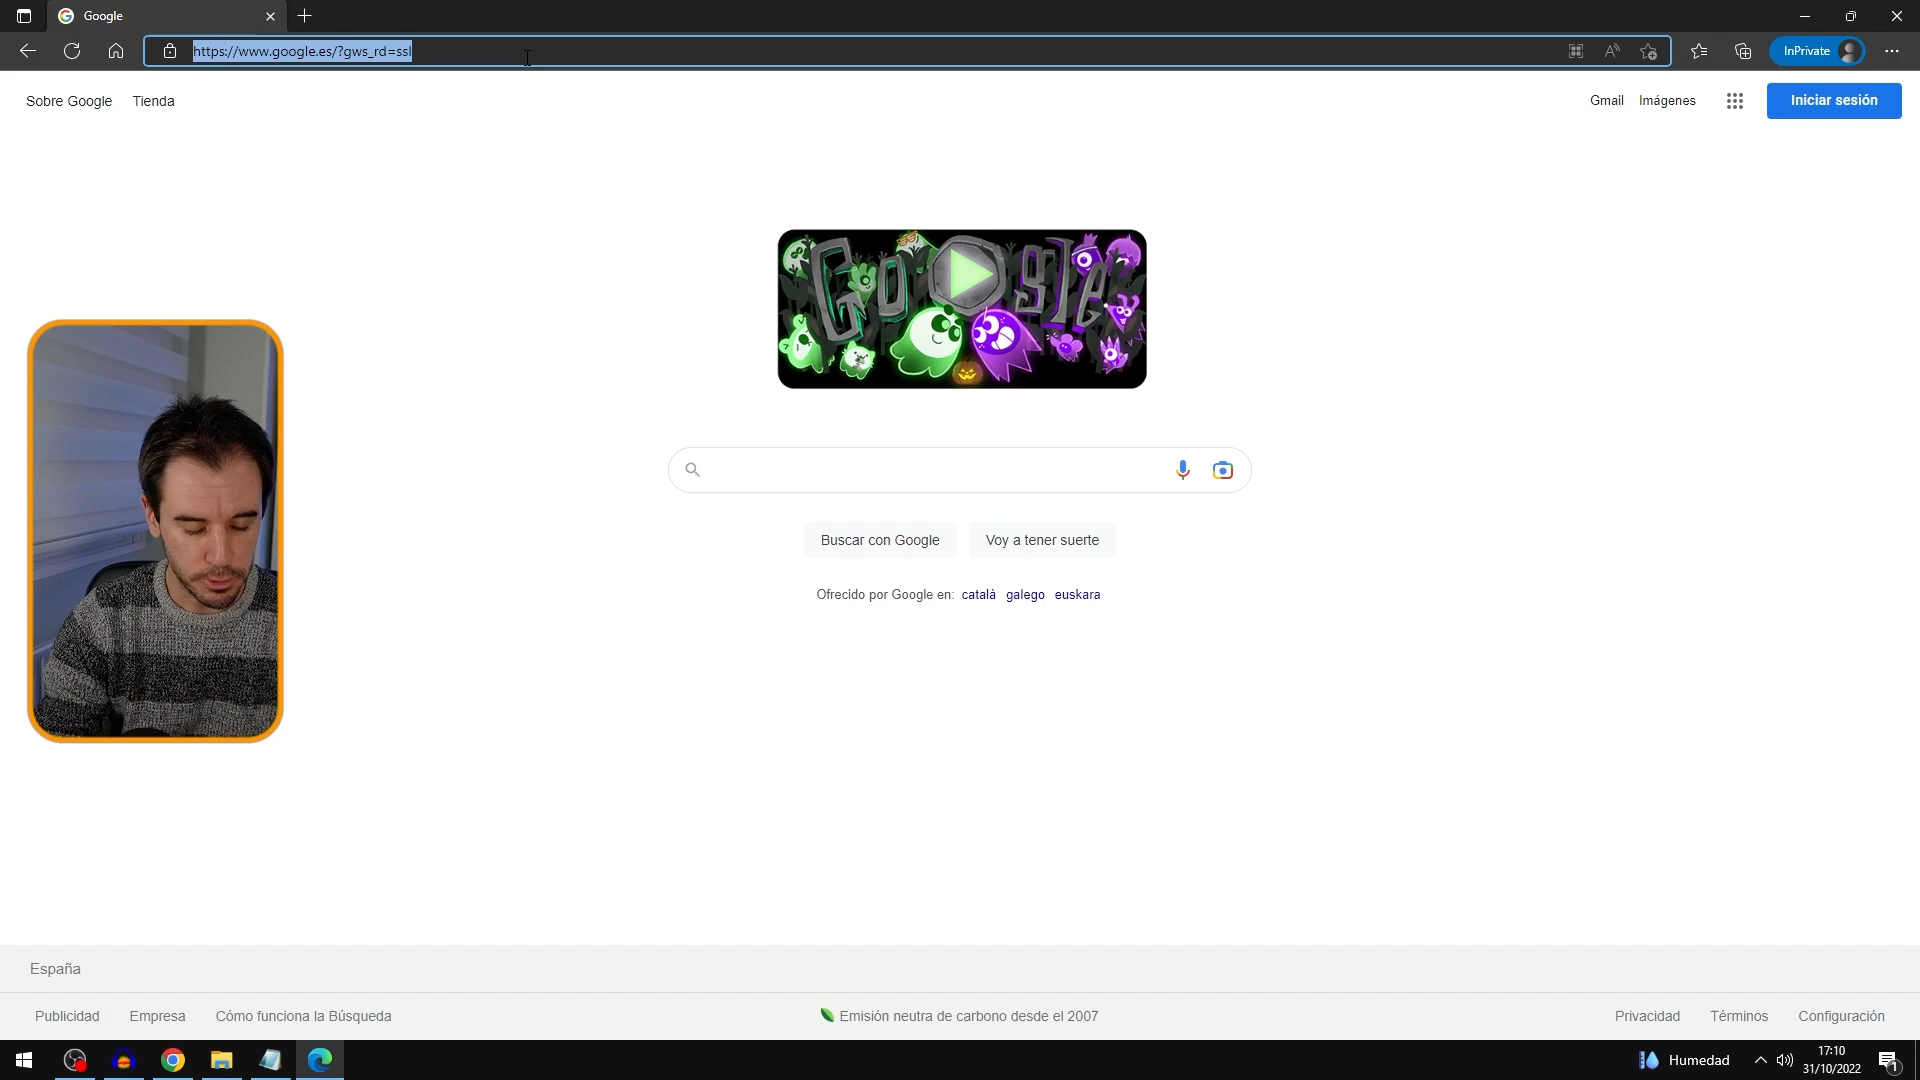 Google
https://www.google.es/?gws_rd=ssl
InPrivate
Sobre Google Tienda
Gmail Imágenes
Iniciar sesión
Google
Buscar con Google
Voy a tener suerte
Ofrecido por Google en: català galego euskara
España
Publicidad Empresa Cómo funciona la Búsqueda
Emisión neutra de carbono desde el 2007
Privacidad Términos Configuración
Humedad
17:10
31/10/2022
1